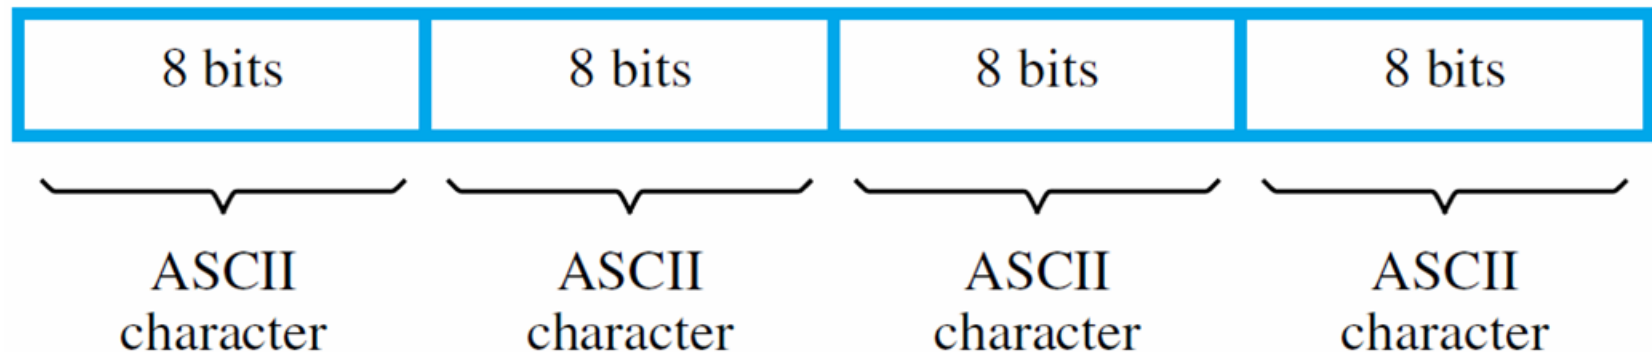 8 bits 8 bits 8 bits 8 bits
ASCII ASCII ASCII ASCII
character character character character